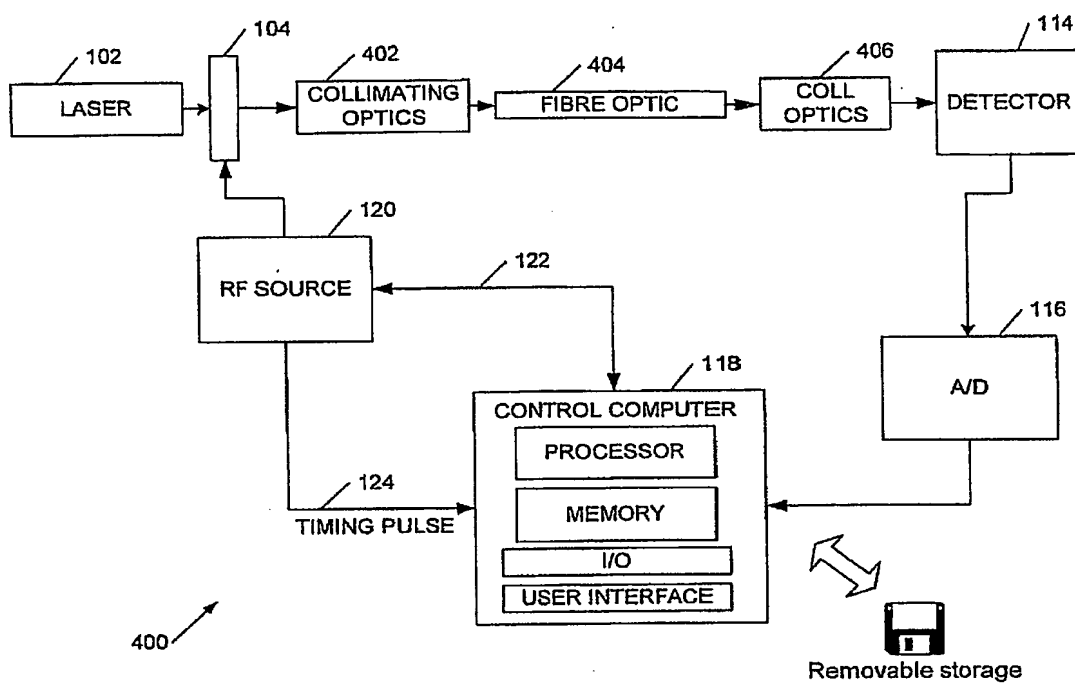 102
104
402
404
406
114
LASER
COLLIMATING
OPTICS
FIBRE OPTIC
COLL
OPTICS
DETECTOR
120
RF SOURCE
122
116
A/D
118
CONTROL COMPUTER
PROCESSOR
MEMORY
I/O
USER INTERFACE
124
TIMING PULSE
400
Removable storage